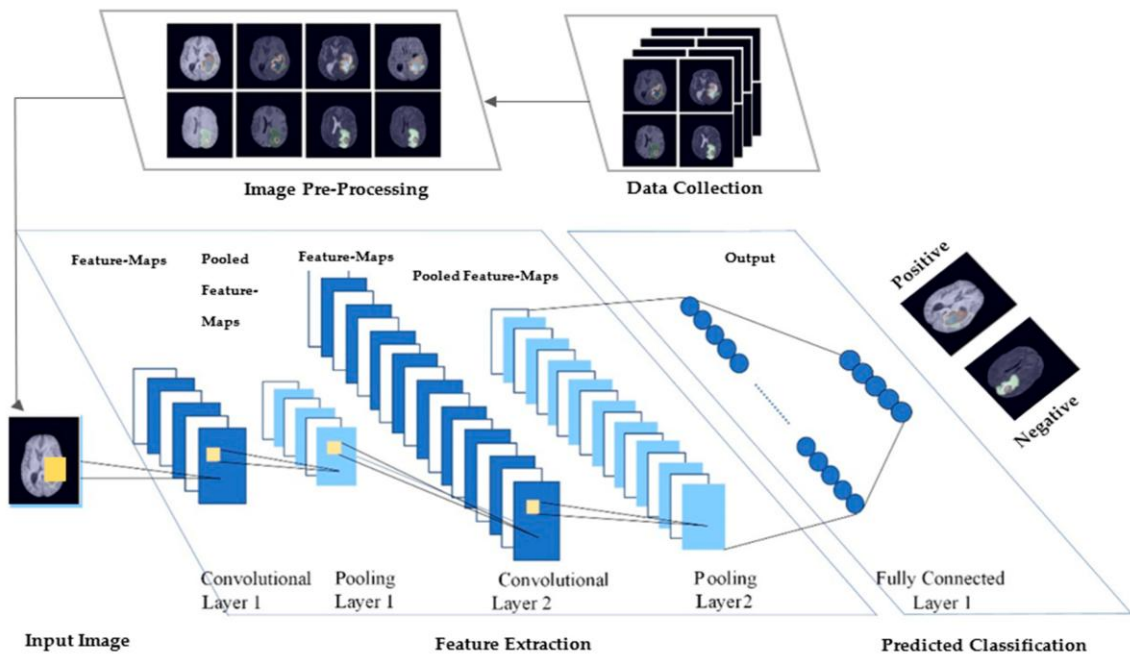 Image Pre-Processing
Data Collection
Feature-Maps
Pooled
Feature-
Maps
Feature-Maps
Pooled Feature-Maps
Output
Positive
Negative
Convolutional
Layer 1
Pooling
Layer 1
Convolutional
Layer 2
Pooling
Layer2
Fully Connected
Layer 1
Input Image
Feature Extraction
Predicted Classification